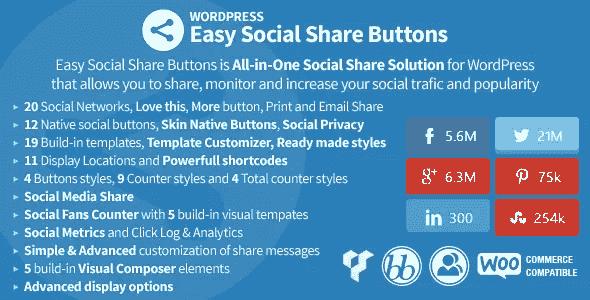 WORDPRESS
Easy Social Share Buttons
Easy Social Share Buttons is All-in-One Social Share Solution for WordPress
that allows you to share, monitor and increase your social trafic and popularity
▸ 20 Social Networks, Love this, More button, Print and Email Share
▸ 12 Native social buttons, Skin Native Buttons, Social Privacy
▸ 19 Build-in templates, Template Customizer, Ready made styles
▸ 11 Display Locations and Powerfull shortcodes
▸ 4 Buttons styles, 9 Counter styles and 4 Total counter styles
▸ Social Media Share
▸ Social Fans Counter with 5 build-in visual tempates
▸ Social Metrics and Click Log & Analytics
▸ Simple & Advanced customization of share messages
▸ 5 build-in Visual Composer elements
▸ Advanced display options
f 5.6M
21M
g+ 6.3M
75k
in 300
254k
bb
WOO COMMERCE
COMPATIBLE